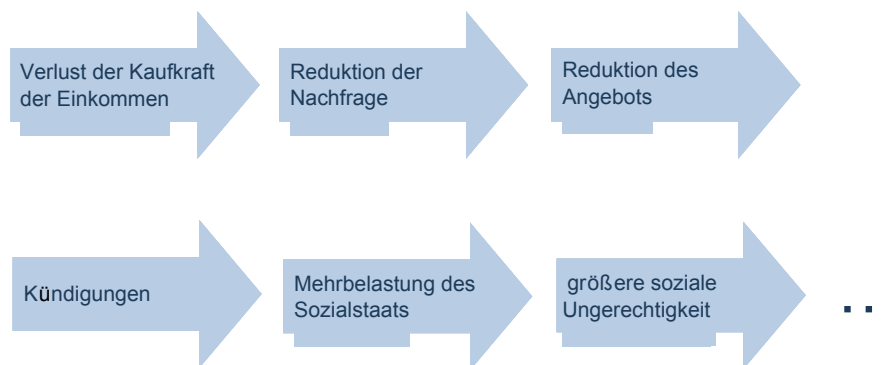 Verlust der Kaufkraft
der Einkommen
Reduktion der
Nachfrage
Reduktion des
Angebots
Kündigungen
Mehrbelastung des
Sozialstaats
größere soziale
Ungerechtigkeit
..